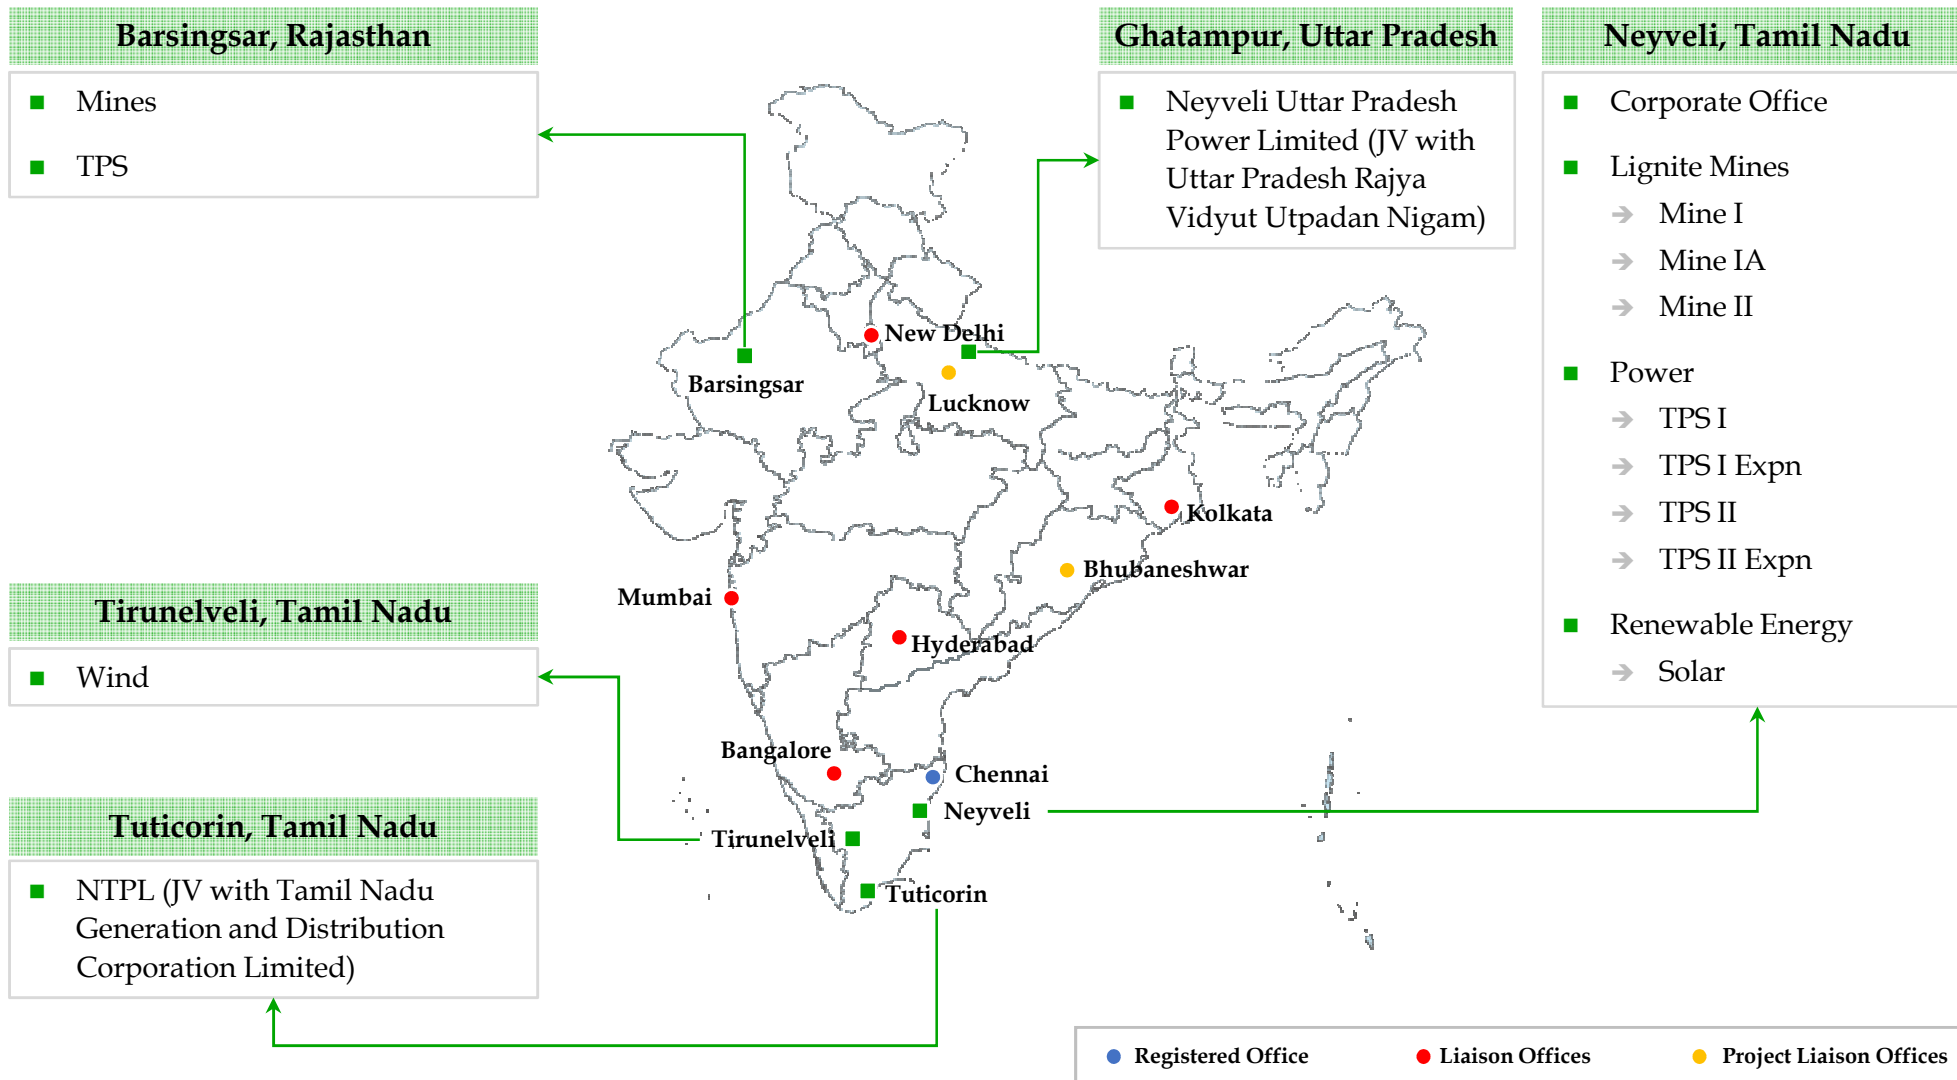 Barsingsar, Rajasthan
Mines
TPS
Ghatampur, Uttar Pradesh
Neyveli Uttar Pradesh
Power Limited (JV with
Uttar Pradesh Rajya
Vidyut Utpadan Nigam)
Neyveli, Tamil Nadu
Corporate Office
Lignite Mines
Mine I
Mine IA
Mine II
Power
TPS I
TPS I Expn
TPS II
TPS II Expn
Renewable Energy
Solar
New Delhi
Barsingsar
Lucknow
Kolkata
Bhubaneshwar
Mumbai
Hyderabad
Bangalore
Chennai
Neyveli
Tirunelveli
Tuticorin
Tirunelveli, Tamil Nadu
Wind
Tuticorin, Tamil Nadu
NTPL (JV with Tamil Nadu
Generation and Distribution
Corporation Limited)
Registered Office
Liaison Offices
Project Liaison Offices